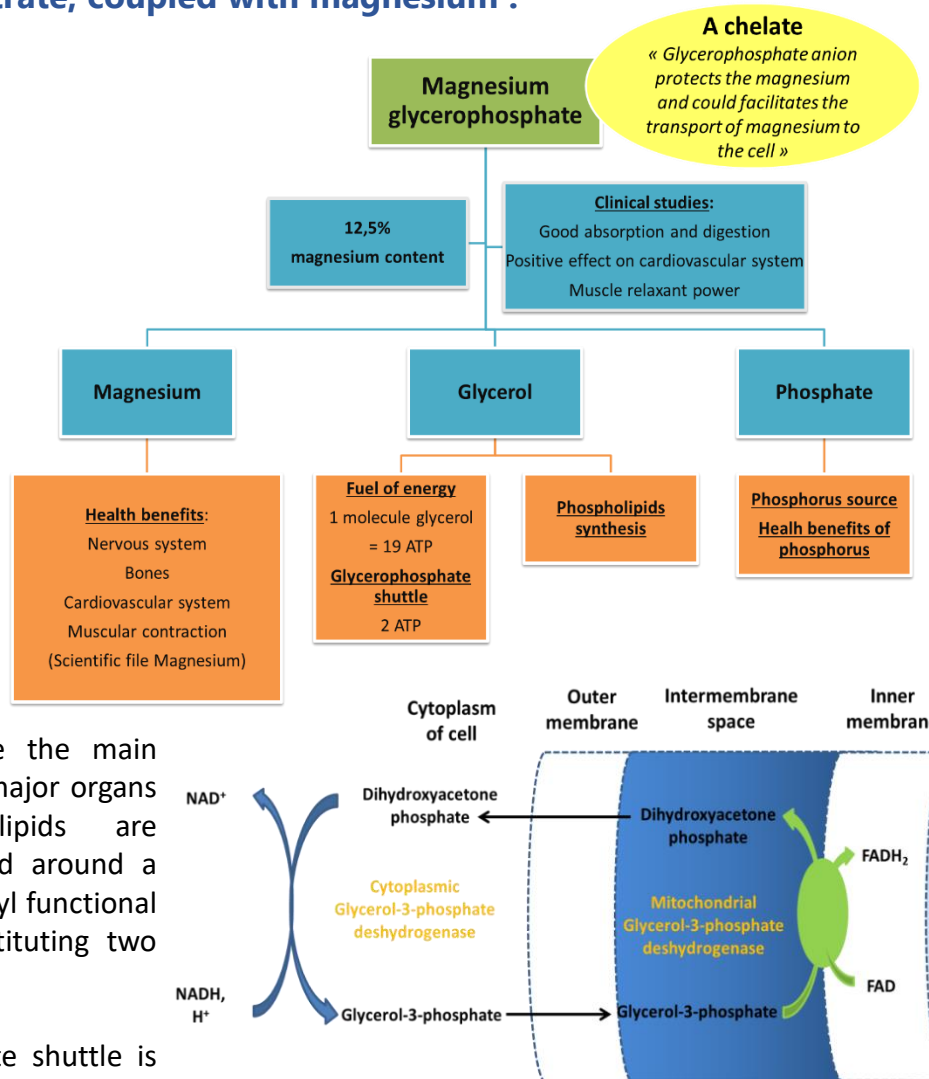 trate, coupled with magnesium .
A chelate
« Glycerophosphate anion
protects the magnesium
and could facilitates the
transport of magnesium to
the cell »
Magnesium
glycerophosphate
12,5%
magnesium content
Clinical studies:
Good absorption and digestion
Positive effect on cardiovascular system
Muscle relaxant power
Magnesium
Glycerol
Phosphate
Health benefits:
Nervous system
Bones
Cardiovascular system
Muscular contraction
(Scientific file Magnesium)
Fuel of energy
1 molecule glycerol
= 19 ATP
Glycerophosphate
shuttle
2 ATP
Phospholipids
synthesis
Phosphorus source
Healh benefits of
phosphorus
e the main
major organs
lipids are
d around a
yl functional
tituting two
te shuttle is
Cytoplasm
of cell
Outer
membrane
Intermembrane
space
Inner
membran
NAD⁺
Dihydroxyacetone
phosphate
Dihydroxyacetone
phosphate
FADH₂
Cytoplasmic
Glycerol-3-phosphate
deshydrogenase
Mitochondrial
Glycerol-3-phosphate
deshydrogenase
NADH,
H⁺
Glycerol-3-phosphate
Glycerol-3-phosphate
FAD